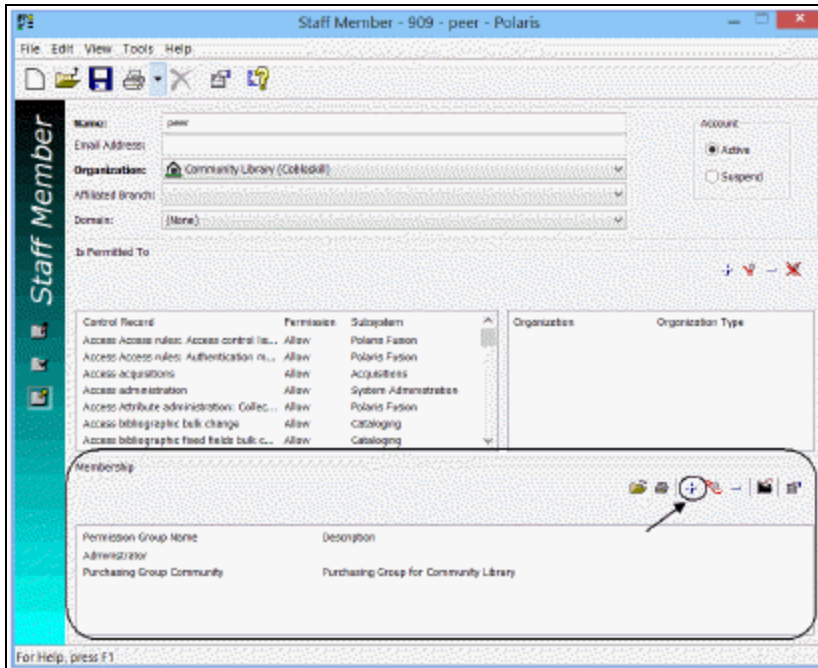 Staff Member - 909 - peer - Polaris
File Edit View Tools Help
Staff Member
Name: peer
Email Address:
Organization: Community Library (Cobleskill)
Affiliated Branch:
Domain: (None)
Account
Active
Suspend
Is Permitted To
Control Record Permission Subsystem
Access Access rules: Access control lis... Allow Polaris Fusion
Access Access rules: Authentication m... Allow Polaris Fusion
Access acquisitions Allow Acquisitions
Access administration Allow System Administration
Access Attribute administration: Collec... Allow Polaris Fusion
Access bibliographic bulk change Allow Cataloging
Access bibliographic fixed fields bulk c... Allow Cataloging
Organization Organization Type
Membership
Permission Group Name Description
Administrator
Purchasing Group Community Purchasing Group for Community Library
For Help, press F1